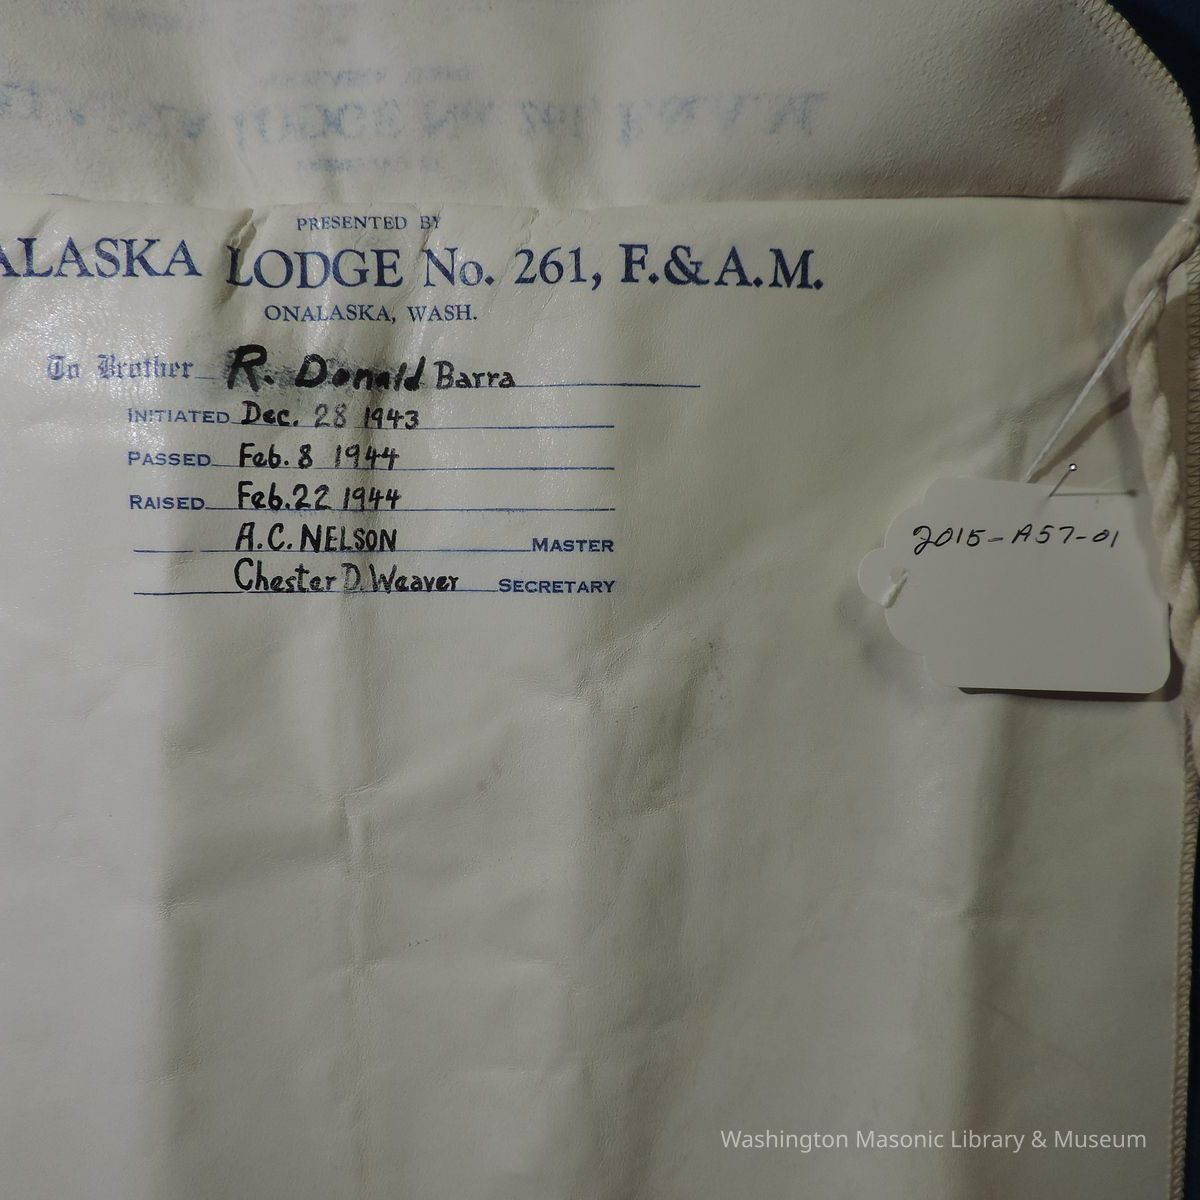 PRESENTED BY
ALASKA LODGE No. 261, F.&A.M.
ONALASKA, WASH.
To Brother R. Donald Barra
INITIATED Dec. 28 1943
PASSED Feb. 8 1944
RAISED Feb. 22 1944
A.C. NELSON MASTER
Chester D. Weaver SECRETARY
2015-A57-01
Washington Masonic Library & Museum